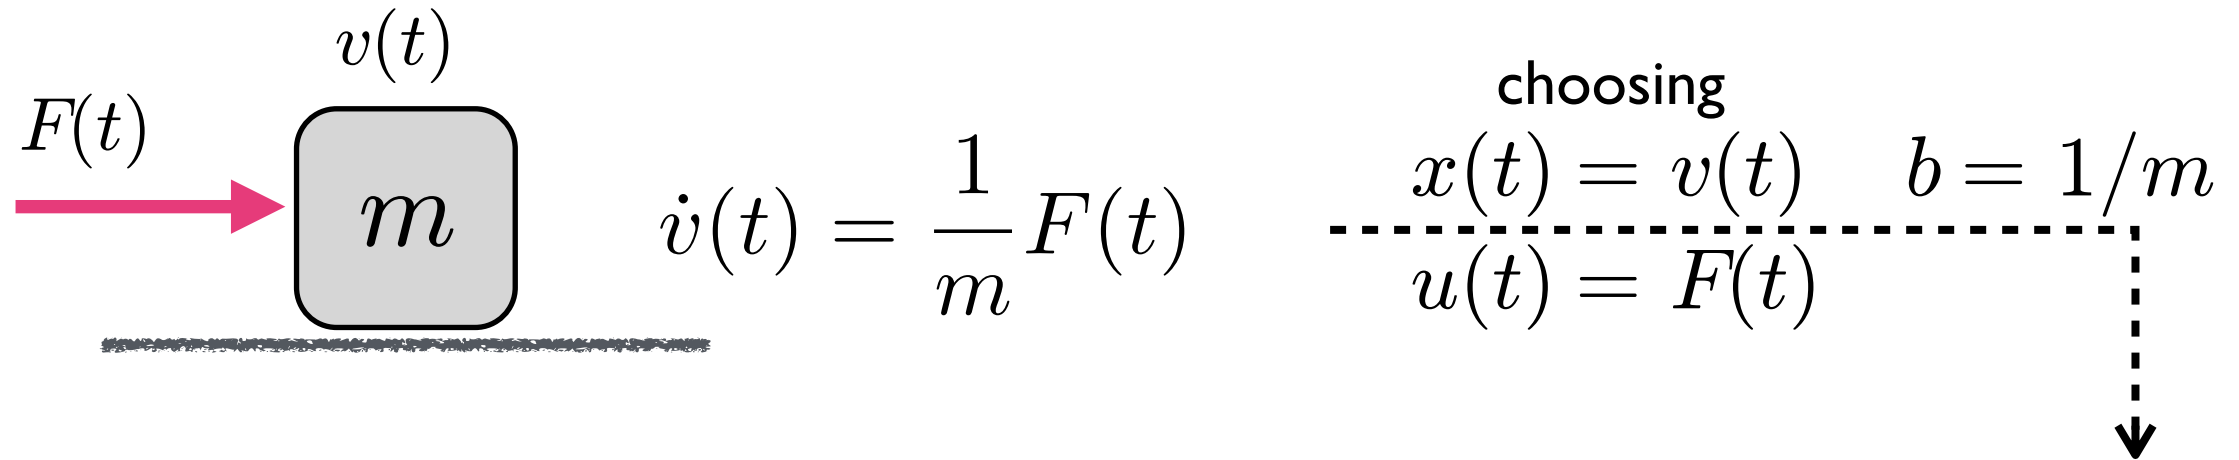 v(t)
F(t)
m
v̇(t) = 1/m F(t)
choosing
x(t) = v(t) b = 1/m
u(t) = F(t)